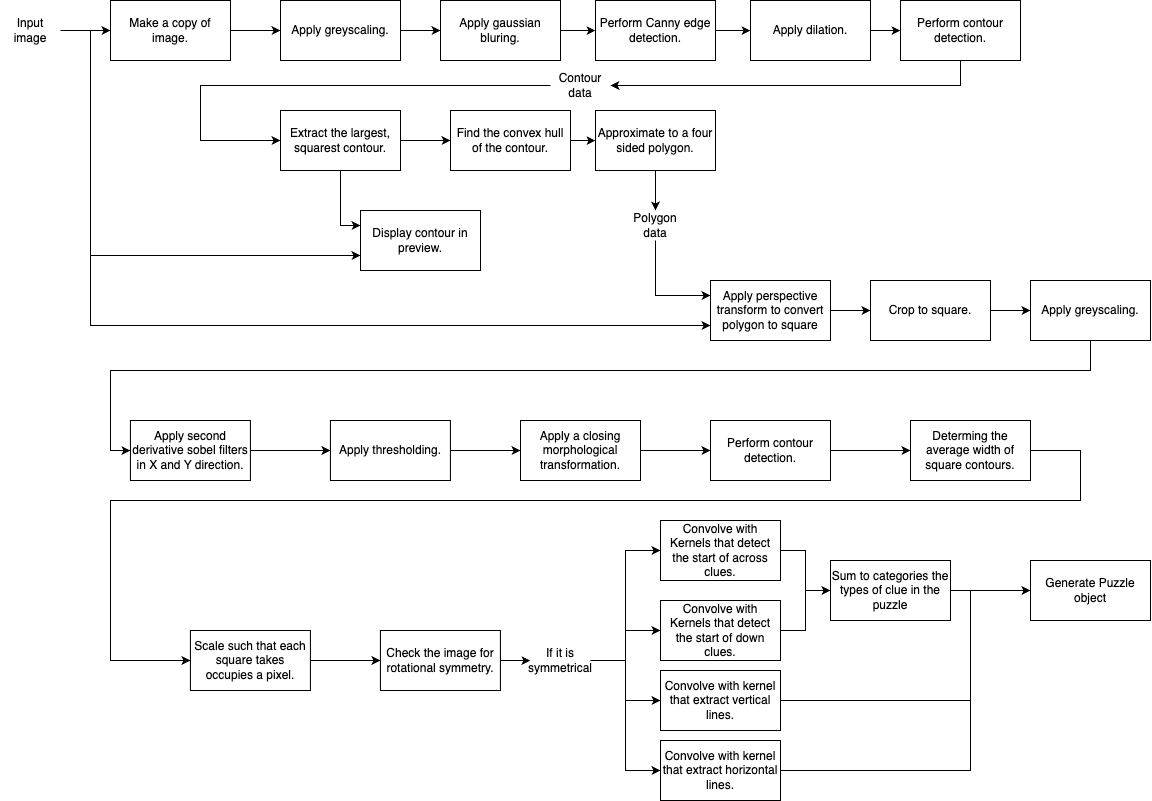 Input
image
Make a copy of
image.
Apply greyscaling.
Apply gaussian
bluring.
Perform Canny edge
detection.
Apply dilation.
Perform contour
detection.
Contour
data
Extract the largest,
squarest contour.
Find the convex hull
of the contour.
Approximate to a four
sided polygon.
Display contour in
preview.
Polygon
data
Apply perspective
transform to convert
polygon to square
Crop to square.
Apply greyscaling.
Apply second
derivative sobel filters
in X and Y direction.
Apply thresholding.
Apply a closing
morphological
transformation.
Perform contour
detection.
Determing the
average width of
square contours.
Scale such that each
square takes
occupies a pixel.
Check the image for
rotational symmetry.
If it is
symmetrical
Convolve with
Kernels that detect
the start of across
clues.
Convolve with
Kernels that detect
the start of down
clues.
Convolve with kernel
that extract vertical
lines.
Convolve with kernel
that extract horizontal
lines.
Sum to categories the
types of clue in the
puzzle
Generate Puzzle
object